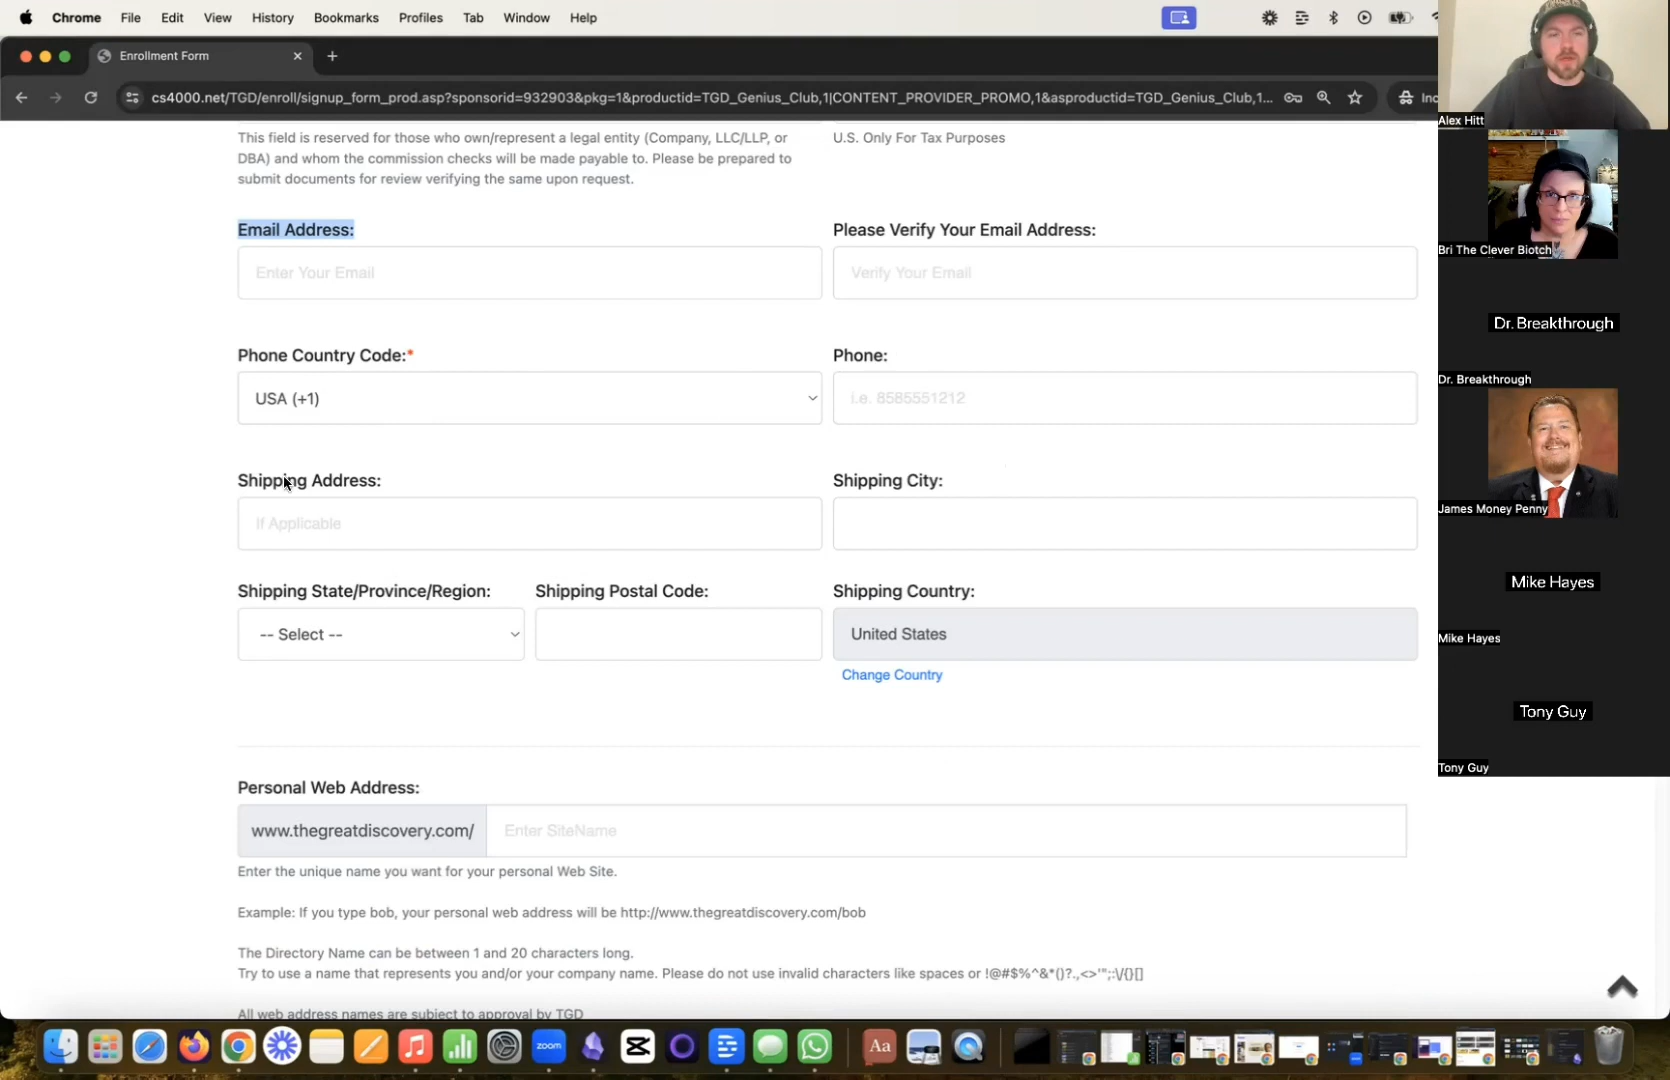 Chrome File Edit View History Bookmarks Profiles Tab Window Help
Enrollment Form
cs4000.net/TGD/enroll/signup_form_prod.asp?sponsorid=932903&pkg=1&productid=TGD_Genius_Club,1|CONTENT_PROVIDER_PROMO,1&asproductid=TGD_Genius_Club,1...
This field is reserved for those who own/represent a legal entity (Company, LLC/LLP, or
DBA) and whom the commission checks will be made payable to. Please be prepared to
submit documents for review verifying the same upon request.
U.S. Only For Tax Purposes
Email Address:
Enter Your Email
Please Verify Your Email Address:
Verify Your Email
Phone Country Code:*
USA (+1)
Phone:
i.e. 8585551212
Shipping Address:
If Applicable
Shipping City:
Shipping State/Province/Region:
-- Select --
Shipping Postal Code:
Shipping Country:
United States
Change Country
Personal Web Address:
www.thegreatdiscovery.com/
Enter SiteName
Enter the unique name you want for your personal Web Site.
Example: If you type bob, your personal web address will be http://www.thegreatdiscovery.com/bob
The Directory Name can be between 1 and 20 characters long.
Try to use a name that represents you and/or your company name. Please do not use invalid characters like spaces or !@#$%^&*()?.,<>'";:\/{}[]
All web address names are subject to approval by TGD
Alex Hitt
Bri The Clever Biotch
Dr. Breakthrough
Dr. Breakthrough
James Money Penny
Mike Hayes
Mike Hayes
Tony Guy
Tony Guy
zoom
Aa